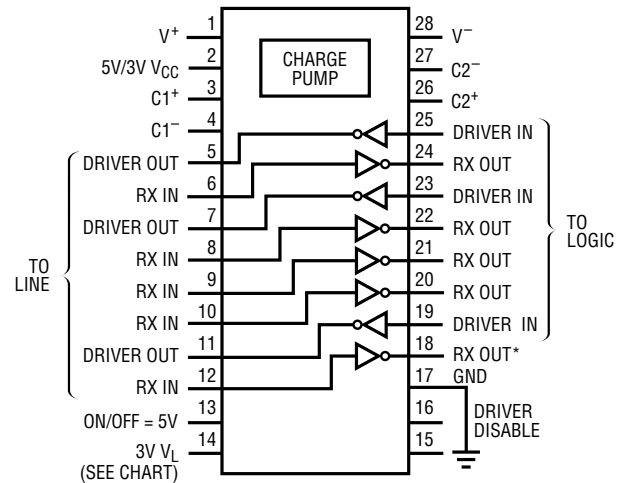 1 28
V+ V−
2 27
5V/3V VCC C2−
CHARGE
PUMP
3 26
C1+ C2+
4 25
C1− DRIVER IN
5 24
DRIVER OUT RX OUT
6 23
RX IN DRIVER IN
7 22
DRIVER OUT RX OUT
8 21
RX IN RX OUT
9 20
RX IN RX OUT
10 19
RX IN DRIVER IN
11 18
DRIVER OUT RX OUT*
12 17
RX IN GND
13 16
ON/OFF = 5V
DRIVER
DISABLE
14 15
3V VL
(SEE CHART)
TO
LINE
TO
LOGIC